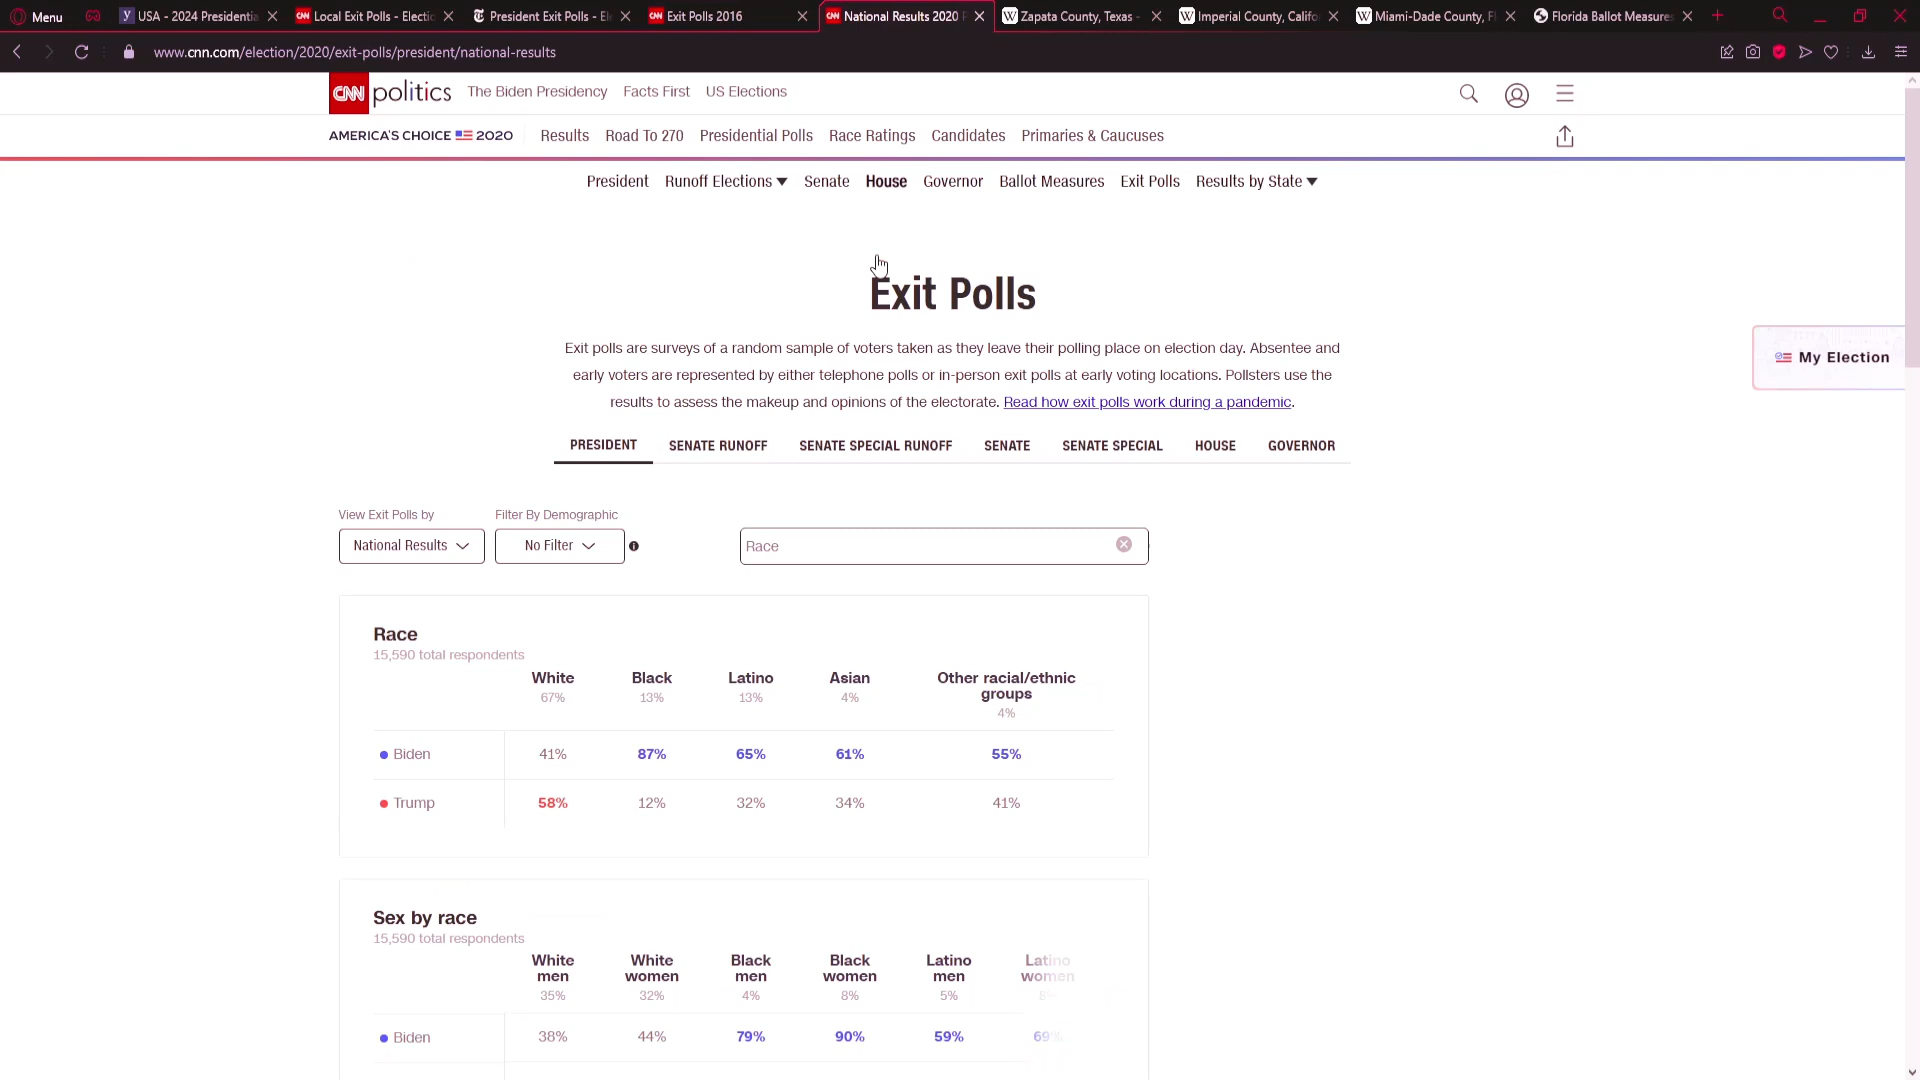 Menu
USA - 2024 Presidentia
Local Exit Polls - Electio
President Exit Polls - El
Exit Polls 2016
National Results 2020 P
Zapata County, Texas -
Imperial County, Califo
Miami-Dade County, F
Florida Ballot Measures
www.cnn.com/election/2020/exit-polls/president/national-results
CNN politics The Biden Presidency Facts First US Elections
AMERICA'S CHOICE 2020 Results Road To 270 Presidential Polls Race Ratings Candidates Primaries & Caucuses
President Runoff Elections Senate House Governor Ballot Measures Exit Polls Results by State
Exit Polls
Exit polls are surveys of a random sample of voters taken as they leave their polling place on election day. Absentee and
early voters are represented by either telephone polls or in-person exit polls at early voting locations. Pollsters use the
results to assess the makeup and opinions of the electorate. Read how exit polls work during a pandemic.
My Election
PRESIDENT SENATE RUNOFF SENATE SPECIAL RUNOFF SENATE SENATE SPECIAL HOUSE GOVERNOR
View Exit Polls by Filter By Demographic
National Results No Filter Race
Race
15,590 total respondents
White Black Latino Asian Other racial/ethnic
groups
67% 13% 13% 4%
4%
Biden 41% 87% 65% 61% 55%
Trump 58% 12% 32% 34% 41%
Sex by race
15,590 total respondents
White Black Latino
White Black Latino
men women men women men women
35% 32% 4% 8% 5%
Biden 38% 44% 79% 90% 59% 69%